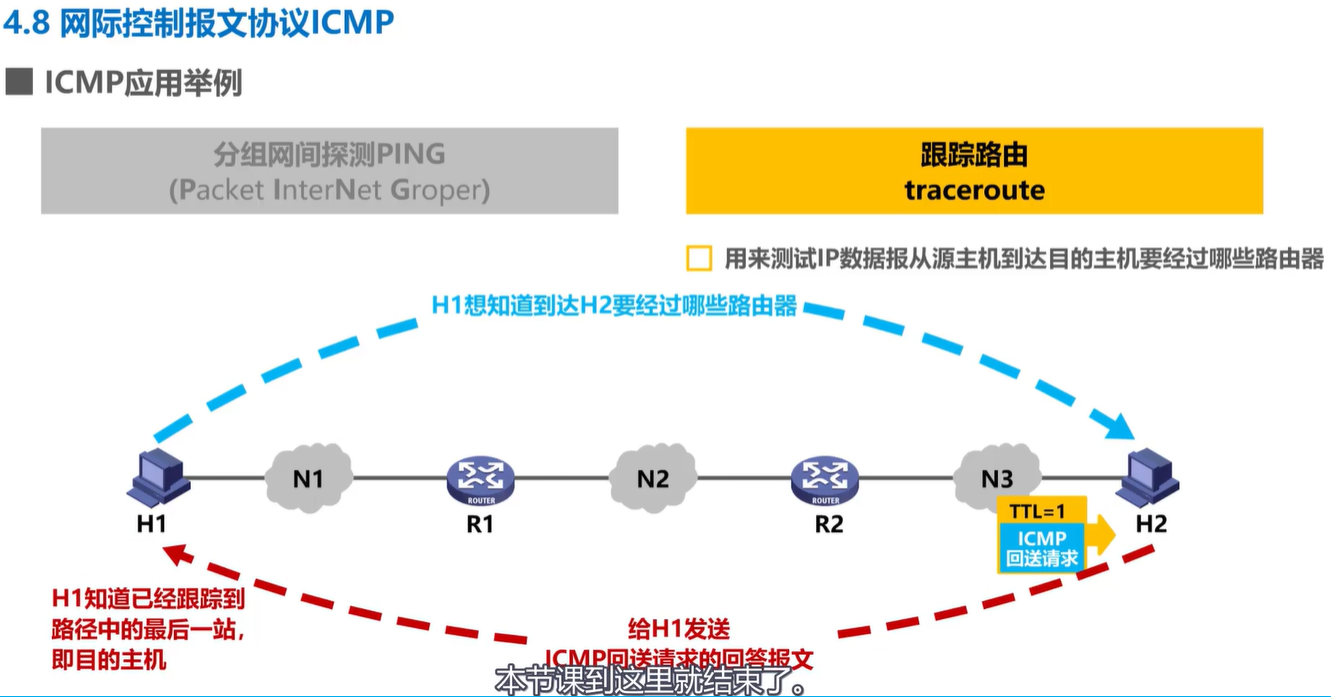 4.8 网际控制报文协议ICMP
ICMP应用举例
分组网间探测PING
(Packet InterNet Groper)
跟踪路由
traceroute
用来测试IP数据报从源主机到达目的主机要经过哪些路由器
H1想知道到达H2要经过哪些路由器
N1
N2
N3
ROUTER
ROUTER
H1
R1
R2
H2
TTL=1
ICMP
回送请求
H1知道已经跟踪到
路径中的最后一站,
即目的主机
给H1发送
ICMP回送请求的回答报文
本节课到这里就结束了。